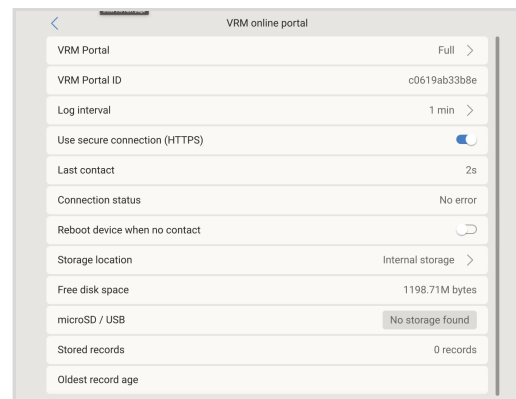 VRM online portal
VRM Portal Full
VRM Portal ID c0619ab33b8e
Log interval 1 min
Use secure connection (HTTPS)
Last contact 2s
Connection status No error
Reboot device when no contact
Storage location Internal storage
Free disk space 1198.71M bytes
microSD / USB No storage found
Stored records 0 records
Oldest record age